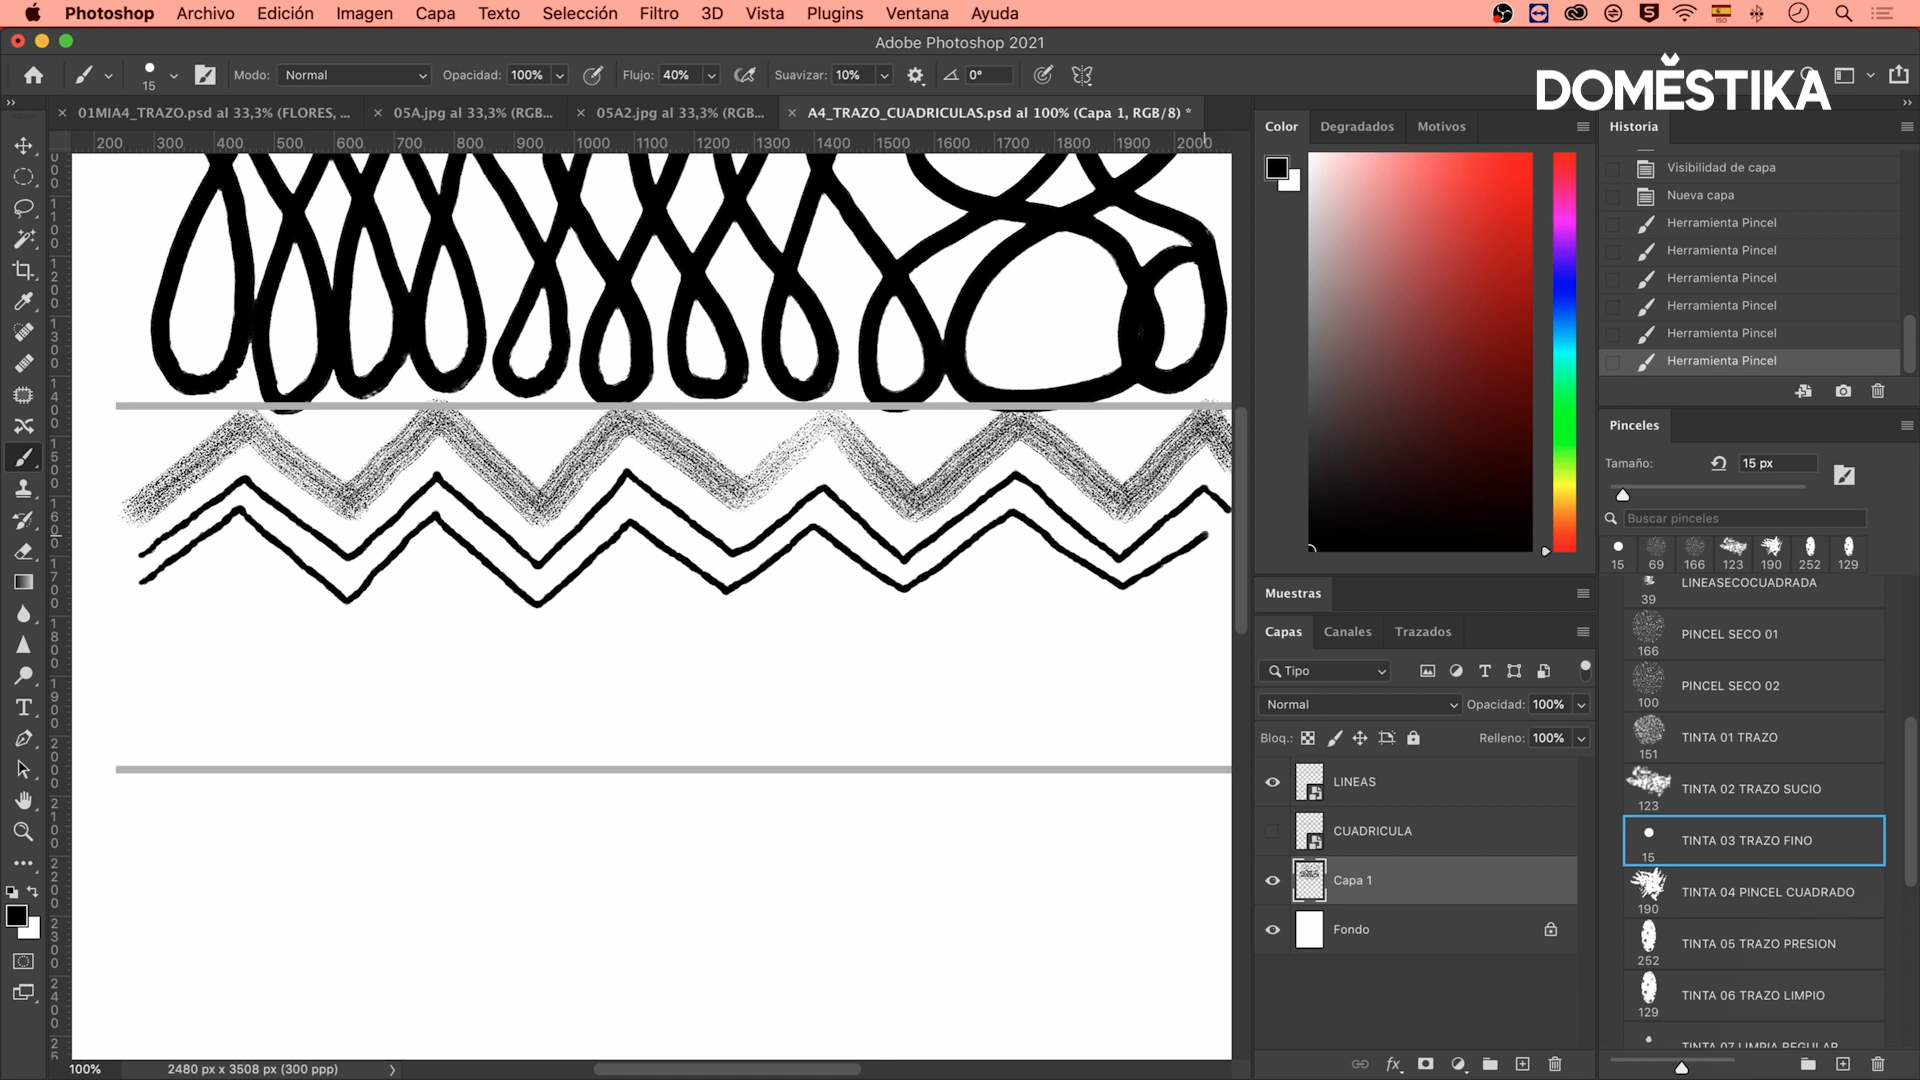 Photoshop Archivo Edición Imagen Capa Texto Selección Filtro 3D Vista Plugins Ventana Ayuda
ISO
Adobe Photoshop 2021
15 Modo: Normal Opacidad: 100% Flujo: 40% Suavizar: 10% 0°
DOMĚSTIKA
01MIA4_TRAZO.psd al 33,3% (FLORES, ... 05A.jpg al 33,3% (RGB... 05A2.jpg al 33,3% (RGB... A4_TRAZO_CUADRICULAS.psd al 100% (Capa 1, RGB/8) *
200 300 400 500 600 700 800 900 1000 1100 1200 1300 1400 1500 1600 1700 1800 1900 2000
Color Degradados Motivos
Historia
Visibilidad de capa
Nueva capa
Herramienta Pincel
Herramienta Pincel
Herramienta Pincel
Herramienta Pincel
Herramienta Pincel
Herramienta Pincel
Pinceles
Tamaño: 15 px
Buscar pinceles
15 69 166 123 190 252 129
LINEASECOCUADRADA
39
PINCEL SECO 01
166
PINCEL SECO 02
100
TINTA 01 TRAZO
151
TINTA 02 TRAZO SUCIO
123
TINTA 03 TRAZO FINO
15
TINTA 04 PINCEL CUADRADO
190
TINTA 05 TRAZO PRESION
252
TINTA 06 TRAZO LIMPIO
129
TINTA 07 LIMPIA REGULAR
Muestras
Capas Canales Trazados
Tipo
Normal Opacidad: 100%
Bloq.: Relleno: 100%
LINEAS
CUADRICULA
Capa 1
Fondo
fx
100% 2480 px x 3508 px (300 ppp)